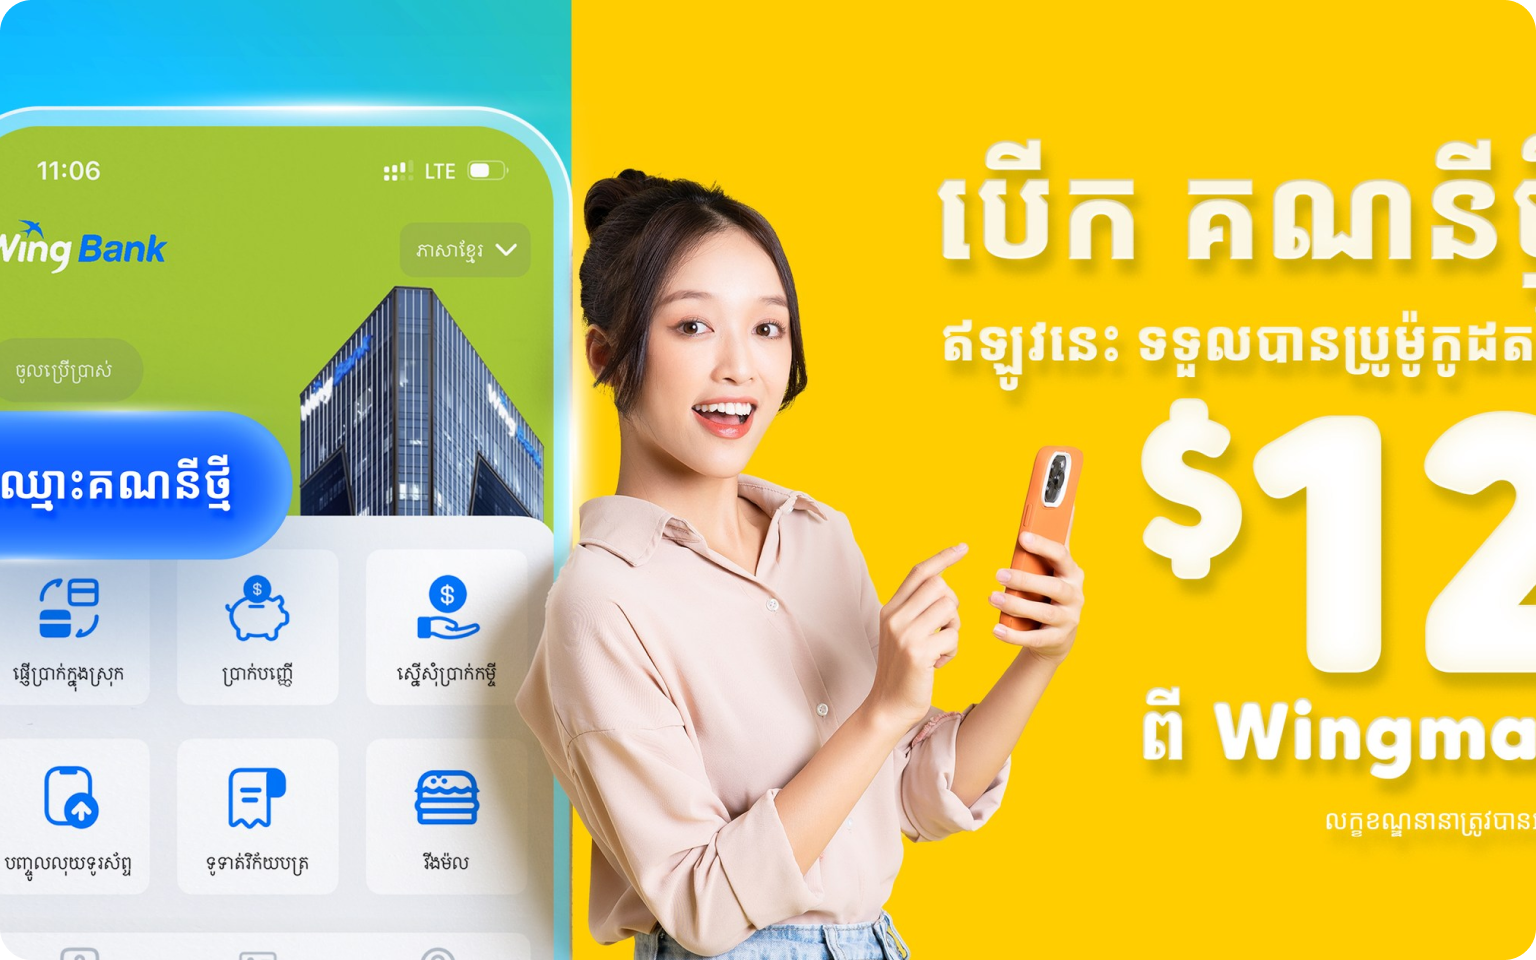 11:06 LTE
Wing Bank
ភាសាខ្មែរ
ចូលប្រើប្រាស់
ឈ្មោះគណនីថ្មី
ផ្ញើប្រាក់ក្នុងស្រុក
ប្រាក់បញ្ញើ
ស្នើសុំប្រាក់កម្ចី
បញ្ចូលលុយទូរស័ព្ទ
ទូទាត់វិក័យបត្រ
វីងម៉ល
បើក គណនីថ្មី
ឥឡូវនេះ ទទួលបានប្រូម៉ូកូដត
$12
ពី Wingma
លក្ខខណ្ឌនានាត្រូវបាន